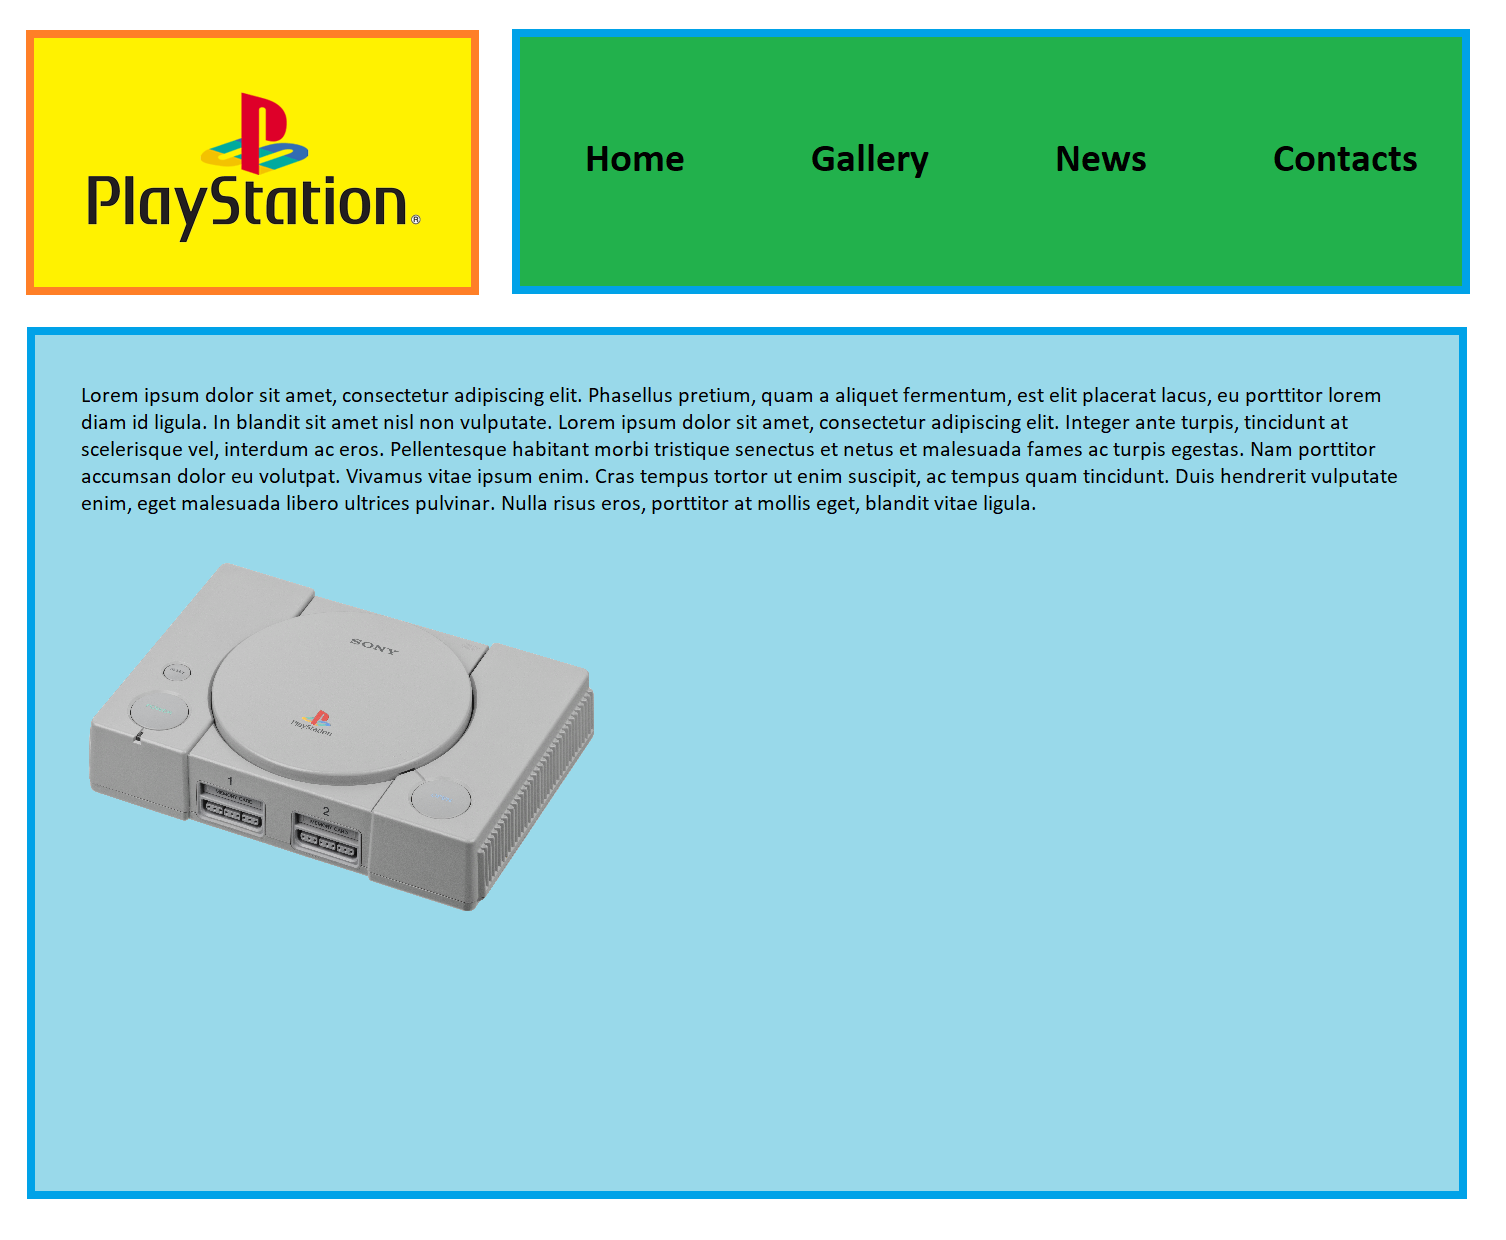 PlayStation®
Home Gallery News Contacts
Lorem ipsum dolor sit amet, consectetur adipiscing elit. Phasellus pretium, quam a aliquet fermentum, est elit placerat lacus, eu porttitor lorem
diam id ligula. In blandit sit amet nisl non vulputate. Lorem ipsum dolor sit amet, consectetur adipiscing elit. Integer ante turpis, tincidunt at
scelerisque vel, interdum ac eros. Pellentesque habitant morbi tristique senectus et netus et malesuada fames ac turpis egestas. Nam porttitor
accumsan dolor eu volutpat. Vivamus vitae ipsum enim. Cras tempus tortor ut enim suscipit, ac tempus quam tincidunt. Duis hendrerit vulputate
enim, eget malesuada libero ultrices pulvinar. Nulla risus eros, porttitor at mollis eget, blandit vitae ligula.
SONY
PlayStation
1
MEMORY CARD
2
MEMORY CARD